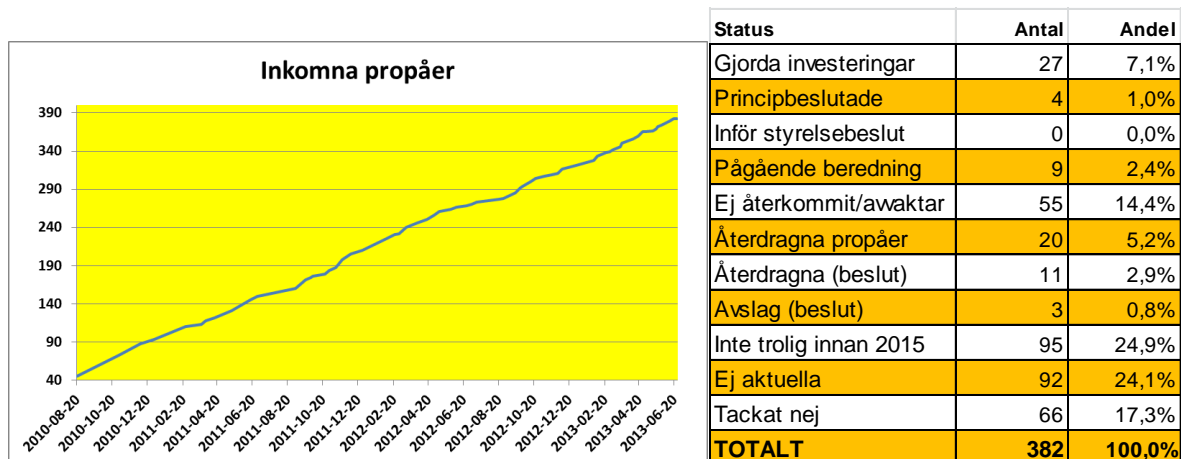 Inkomna propåer
390
340
290
240
190
140
90
40
2010-08-20
2010-10-20
2010-12-20
2011-02-20
2011-04-20
2011-06-20
2011-08-20
2011-10-20
2011-12-20
2012-02-20
2012-04-20
2012-06-20
2012-08-20
2012-10-20
2012-12-20
2013-02-20
2013-04-20
2013-06-20
Status Antal Andel
Gjorda investeringar 27 7,1%
Principbeslutade 4 1,0%
Inför styrelsebeslut 0 0,0%
Pågående beredning 9 2,4%
Ej återkommit/avvaktar 55 14,4%
Återdragna propåer 20 5,2%
Återdragna (beslut) 11 2,9%
Avslag (beslut) 3 0,8%
Inte trolig innan 2015 95 24,9%
Ej aktuella 92 24,1%
Tackat nej 66 17,3%
TOTALT 382 100,0%